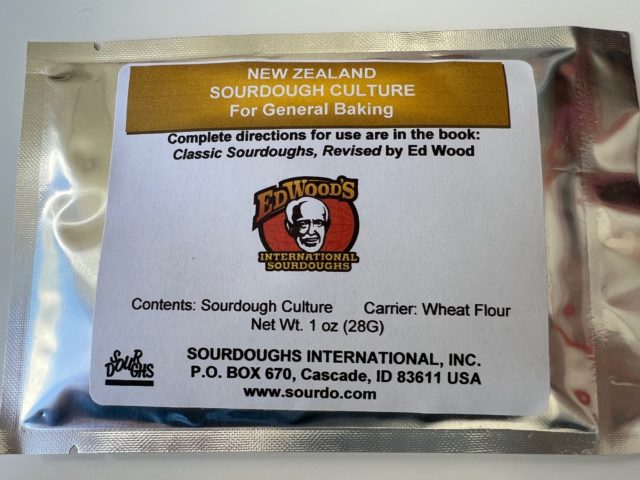 NEW ZEALAND
SOURDOUGH CULTURE
For General Baking
Complete directions for use are in the book:
Classic Sourdoughs, Revised by Ed Wood
ED WOOD'S
INTERNATIONAL
SOURDOUGHS
Contents: Sourdough Culture Carrier: Wheat Flour
Net Wt. 1 oz (28G)
SOURDOUGHS
SOURDOUGHS INTERNATIONAL, INC.
P.O. BOX 670, Cascade, ID 83611 USA
www.sourdo.com